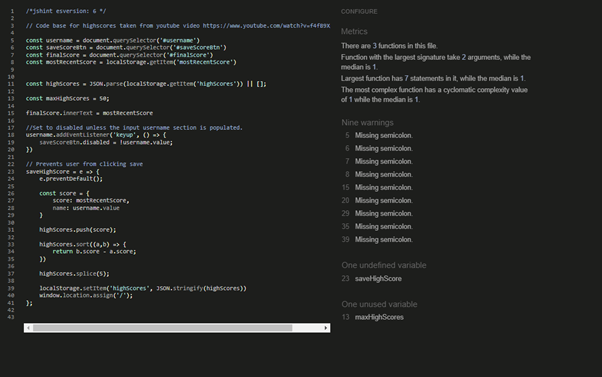 1 /*jshint esversion: 6 */
2
3 // Code base for highscores taken from youtube video https://www.youtube.com/watch?v=f4fB9X
4
5 const username = document.querySelector('#username')
6 const saveScoreBtn = document.querySelector('#saveScoreBtn')
7 const finalScore = document.querySelector('#finalScore')
8 const mostRecentScore = localStorage.getItem('mostRecentScore')
9
10
11 const highScores = JSON.parse(localStorage.getItem('highScores')) || [];
12
13 const maxHighScores = 50;
14
15 finalScore.innerText = mostRecentScore
16
17 //Set to disabled unless the input username section is populated.
18 username.addEventListener('keyup', () => {
19 saveScoreBtn.disabled = !username.value;
20 })
21
22 // Prevents user from clicking save
23 saveHighScore = e => {
24 e.preventDefault();
25
26 const score = {
27 score: mostRecentScore,
28 name: username.value
29 }
30
31 highScores.push(score);
32
33 highScores.sort((a,b) => {
34 return b.score - a.score;
35 })
36
37 highScores.splice(5);
38
39 localStorage.setItem('highScores', JSON.stringify(highScores))
40 window.location.assign('/');
41 };
42
43
CONFIGURE
Metrics
There are 3 functions in this file.
Function with the largest signature take 2 arguments, while the
median is 1.
Largest function has 7 statements in it, while the median is 1.
The most complex function has a cyclomatic complexity value
of 1 while the median is 1.
Nine warnings
5 Missing semicolon.
6 Missing semicolon.
7 Missing semicolon.
8 Missing semicolon.
15 Missing semicolon.
20 Missing semicolon.
29 Missing semicolon.
35 Missing semicolon.
39 Missing semicolon.
One undefined variable
23 saveHighScore
One unused variable
13 maxHighScores